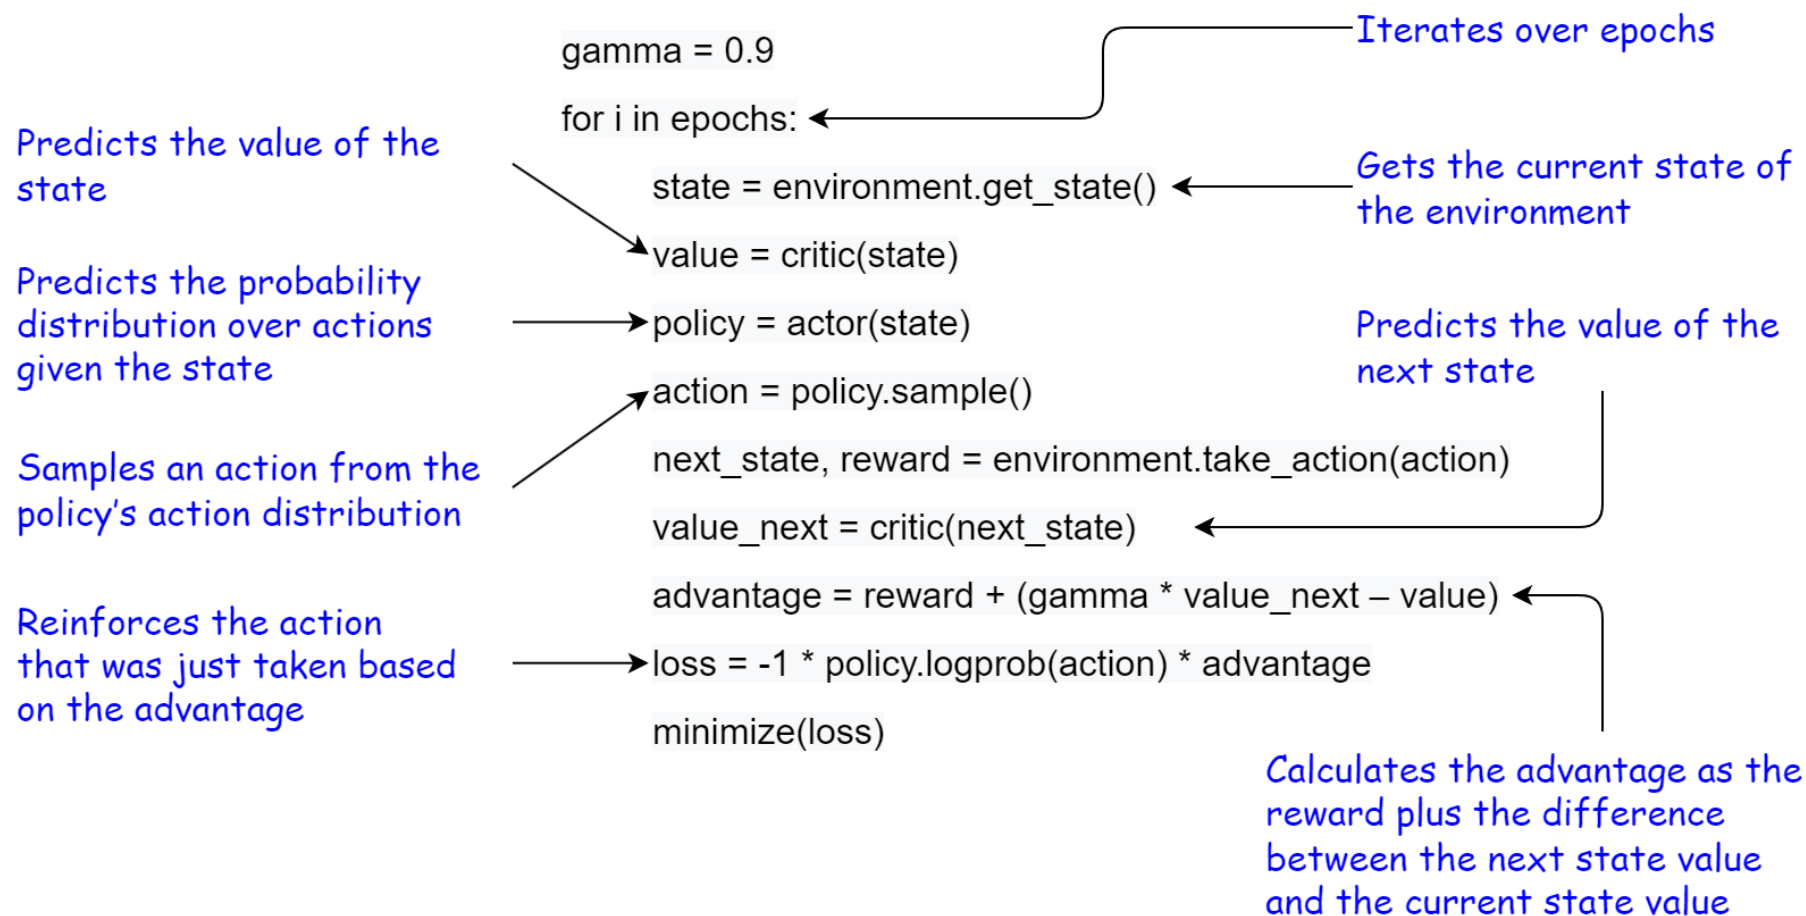 gamma = 0.9
Iterates over epochs
for i in epochs:
Predicts the value of the
state
state = environment.get_state()
Gets the current state of
the environment
value = critic(state)
Predicts the probability
distribution over actions
given the state
policy = actor(state)
Predicts the value of the
next state
action = policy.sample()
Samples an action from the
policy's action distribution
next_state, reward = environment.take_action(action)
value_next = critic(next_state)
advantage = reward + (gamma * value_next – value)
Reinforces the action
that was just taken based
on the advantage
loss = -1 * policy.logprob(action) * advantage
minimize(loss)
Calculates the advantage as the
reward plus the difference
between the next state value
and the current state value